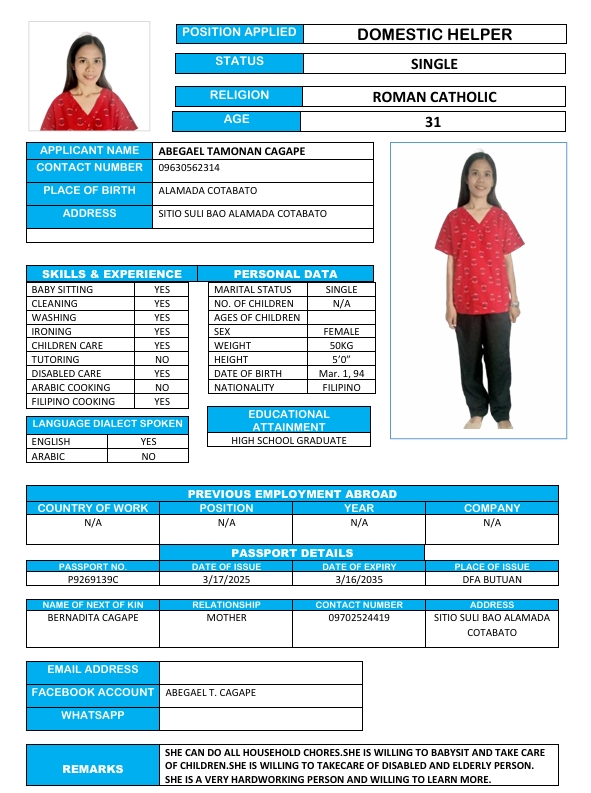 POSITION APPLIED DOMESTIC HELPER
STATUS SINGLE
RELIGION ROMAN CATHOLIC
AGE 31
APPLICANT NAME ABEGAEL TAMONAN CAGAPE
CONTACT NUMBER 09630562314
PLACE OF BIRTH ALAMADA COTABATO
ADDRESS SITIO SULI BAO ALAMADA COTABATO
SKILLS & EXPERIENCE PERSONAL DATA
BABY SITTING YES MARITAL STATUS SINGLE
CLEANING YES NO. OF CHILDREN N/A
WASHING YES AGES OF CHILDREN
IRONING YES SEX FEMALE
CHILDREN CARE YES WEIGHT 50KG
TUTORING NO HEIGHT 5’0”
DISABLED CARE YES DATE OF BIRTH Mar. 1, 94
ARABIC COOKING NO NATIONALITY FILIPINO
FILIPINO COOKING YES
LANGUAGE DIALECT SPOKEN
ENGLISH YES
ARABIC NO
EDUCATIONAL
ATTAINMENT
HIGH SCHOOL GRADUATE
PREVIOUS EMPLOYMENT ABROAD
COUNTRY OF WORK POSITION YEAR COMPANY
N/A N/A N/A N/A
PASSPORT DETAILS
PASSPORT NO. DATE OF ISSUE DATE OF EXPIRY PLACE OF ISSUE
P9269139C 3/17/2025 3/16/2035 DFA BUTUAN
NAME OF NEXT OF KIN RELATIONSHIP CONTACT NUMBER ADDRESS
BERNADITA CAGAPE MOTHER 09702524419 SITIO SULI BAO ALAMADA
COTABATO
EMAIL ADDRESS
FACEBOOK ACCOUNT ABEGAEL T. CAGAPE
WHATSAPP
REMARKS
SHE CAN DO ALL HOUSEHOLD CHORES.SHE IS WILLING TO BABYSIT AND TAKE CARE
OF CHILDREN.SHE IS WILLING TO TAKECARE OF DISABLED AND ELDERLY PERSON.
SHE IS A VERY HARDWORKING PERSON AND WILLING TO LEARN MORE.